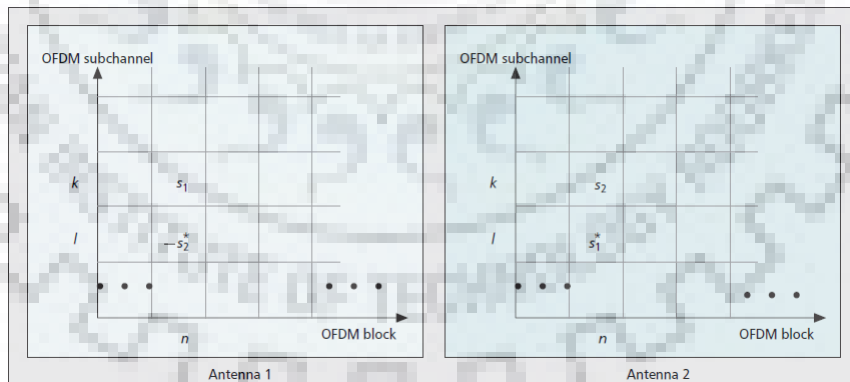 OFDM subchannel
k
s₁
l
—s₂*
n
OFDM block
Antenna 1
OFDM subchannel
k
s₂
l
s₁*
n
OFDM block
Antenna 2